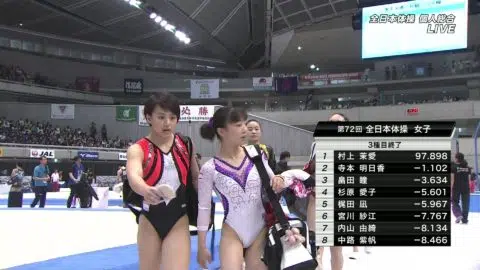 全日本体操 個人総合
LIVE
必勝
JAL
第72回 全日本体操 女子
3種目終了
1 村上 茉愛 97.898
2 寺本 明日香 -1.102
3 畠田 瞳 -3.634
4 杉原 愛子 -5.601
5 梶田 凪 -5.967
6 宮川 紗江 -7.767
7 内山 由綺 -8.134
8 中路 紫帆 -8.466